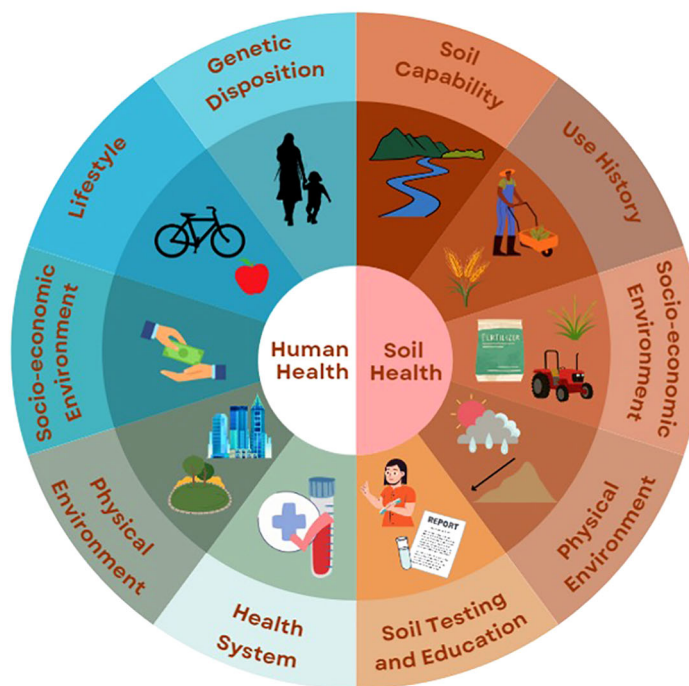 Genetic
Disposition
Soil
Capability
Lifestyle
Use History
Socio-economic
Environment
Socio-economic
Environment
Human
Health
Soil
Health
FERTILIZER
Physical
Environment
Physical
Environment
REPORT
Health
System
Soil Testing
and Education